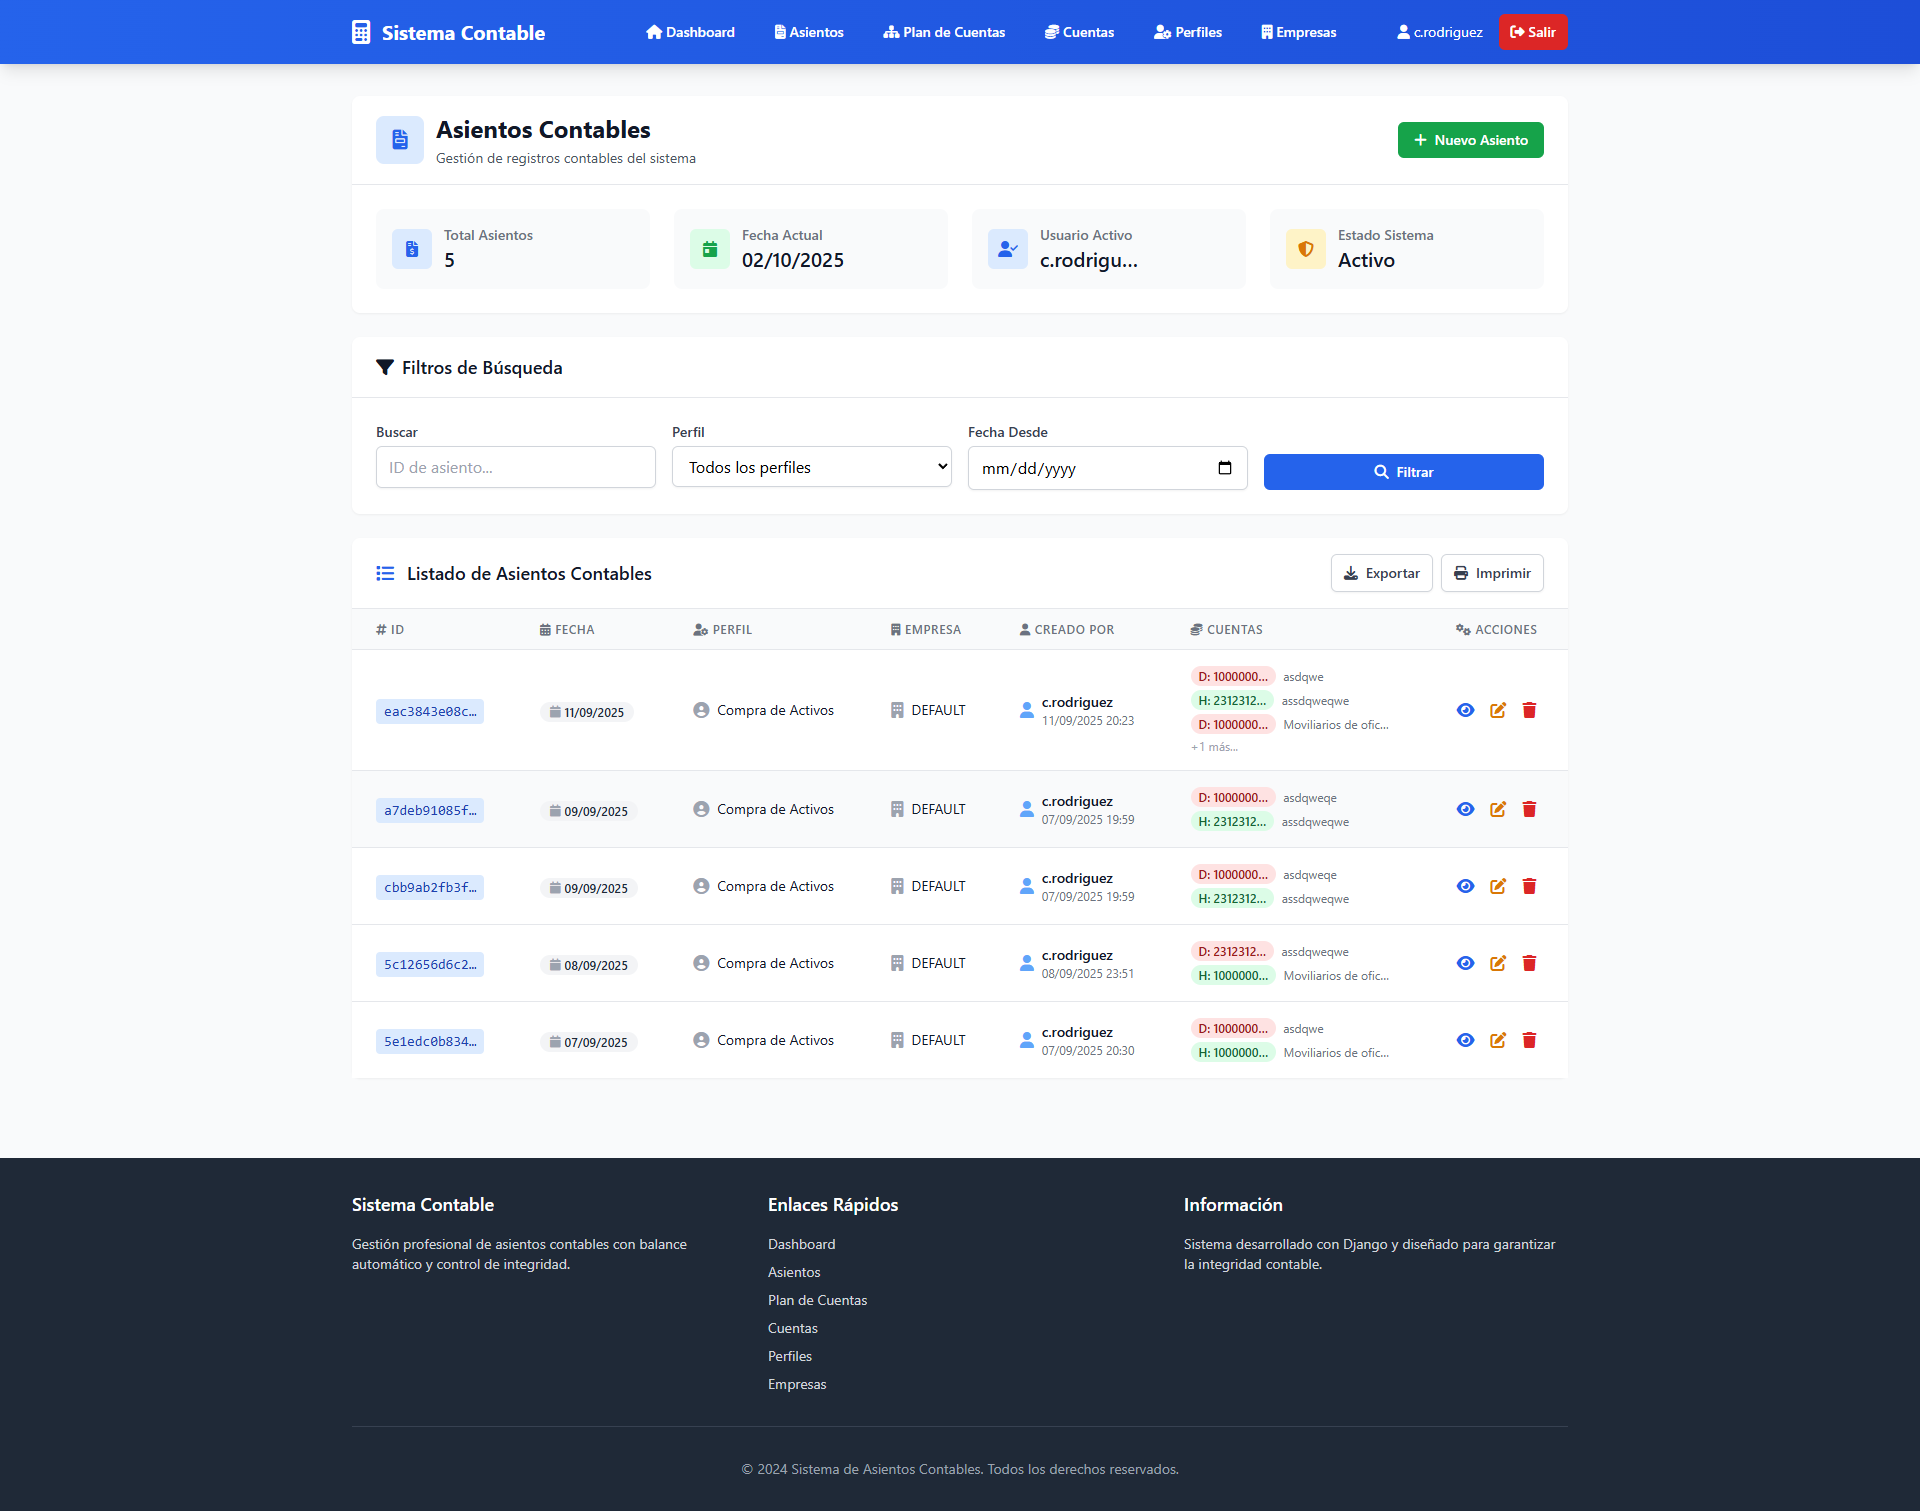 Sistema Contable
Dashboard
Asientos
Plan de Cuentas
Cuentas
Perfiles
Empresas
c.rodriguez
Salir
Asientos Contables
Gestión de registros contables del sistema
Nuevo Asiento
Total Asientos
5
Fecha Actual
02/10/2025
Usuario Activo
c.rodrigu...
Estado Sistema
Activo
Filtros de Búsqueda
Buscar
ID de asiento...
Perfil
Todos los perfiles
Fecha Desde
mm/dd/yyyy
Filtrar
Listado de Asientos Contables
Exportar
Imprimir
# ID
FECHA
PERFIL
EMPRESA
CREADO POR
CUENTAS
ACCIONES
eac3843e08c…
11/09/2025
Compra de Activos
DEFAULT
c.rodriguez
11/09/2025 20:23
D: 1000000... asdqwe
H: 2312312... assdqweqwe
D: 1000000... Moviliarios de ofic...
+1 más...
a7deb91085f…
09/09/2025
Compra de Activos
DEFAULT
c.rodriguez
07/09/2025 19:59
D: 1000000... asdqweqe
H: 2312312... assdqweqwe
cbb9ab2fb3f…
09/09/2025
Compra de Activos
DEFAULT
c.rodriguez
07/09/2025 19:59
D: 1000000... asdqweqe
H: 2312312... assdqweqwe
5c12656d6c2…
08/09/2025
Compra de Activos
DEFAULT
c.rodriguez
08/09/2025 23:51
D: 2312312... assdqweqwe
H: 1000000... Moviliarios de ofic...
5e1edc0b834…
07/09/2025
Compra de Activos
DEFAULT
c.rodriguez
07/09/2025 20:30
D: 1000000... asdqwe
H: 1000000... Moviliarios de ofic...
Sistema Contable
Gestión profesional de asientos contables con balance
automático y control de integridad.
Enlaces Rápidos
Dashboard
Asientos
Plan de Cuentas
Cuentas
Perfiles
Empresas
Información
Sistema desarrollado con Django y diseñado para garantizar
la integridad contable.
© 2024 Sistema de Asientos Contables. Todos los derechos reservados.